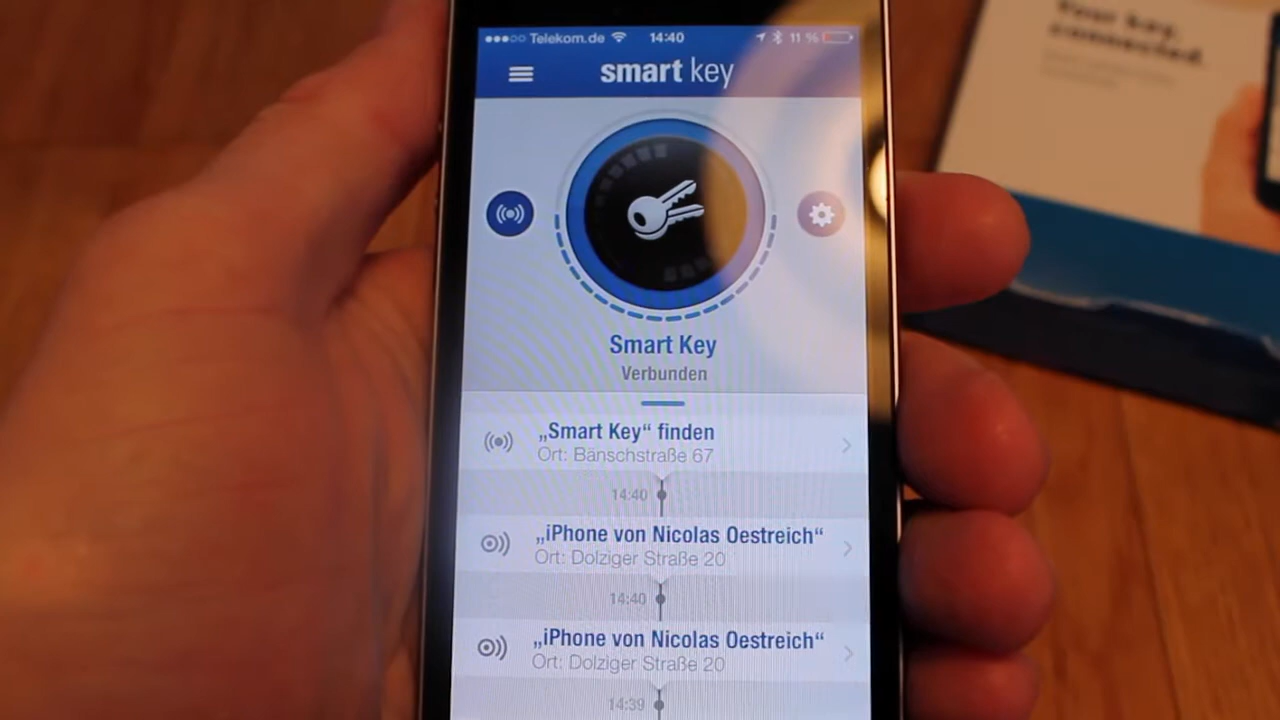 Telekom.de 14:40 11 %
smart key
Smart Key
Verbunden
„Smart Key“ finden
Ort: Bänschstraße 67
14:40
„iPhone von Nicolas Oestreich“
Ort: Dolziger Straße 20
14:40
„iPhone von Nicolas Oestreich“
Ort: Dolziger Straße 20
14:39
Your key,
connected.